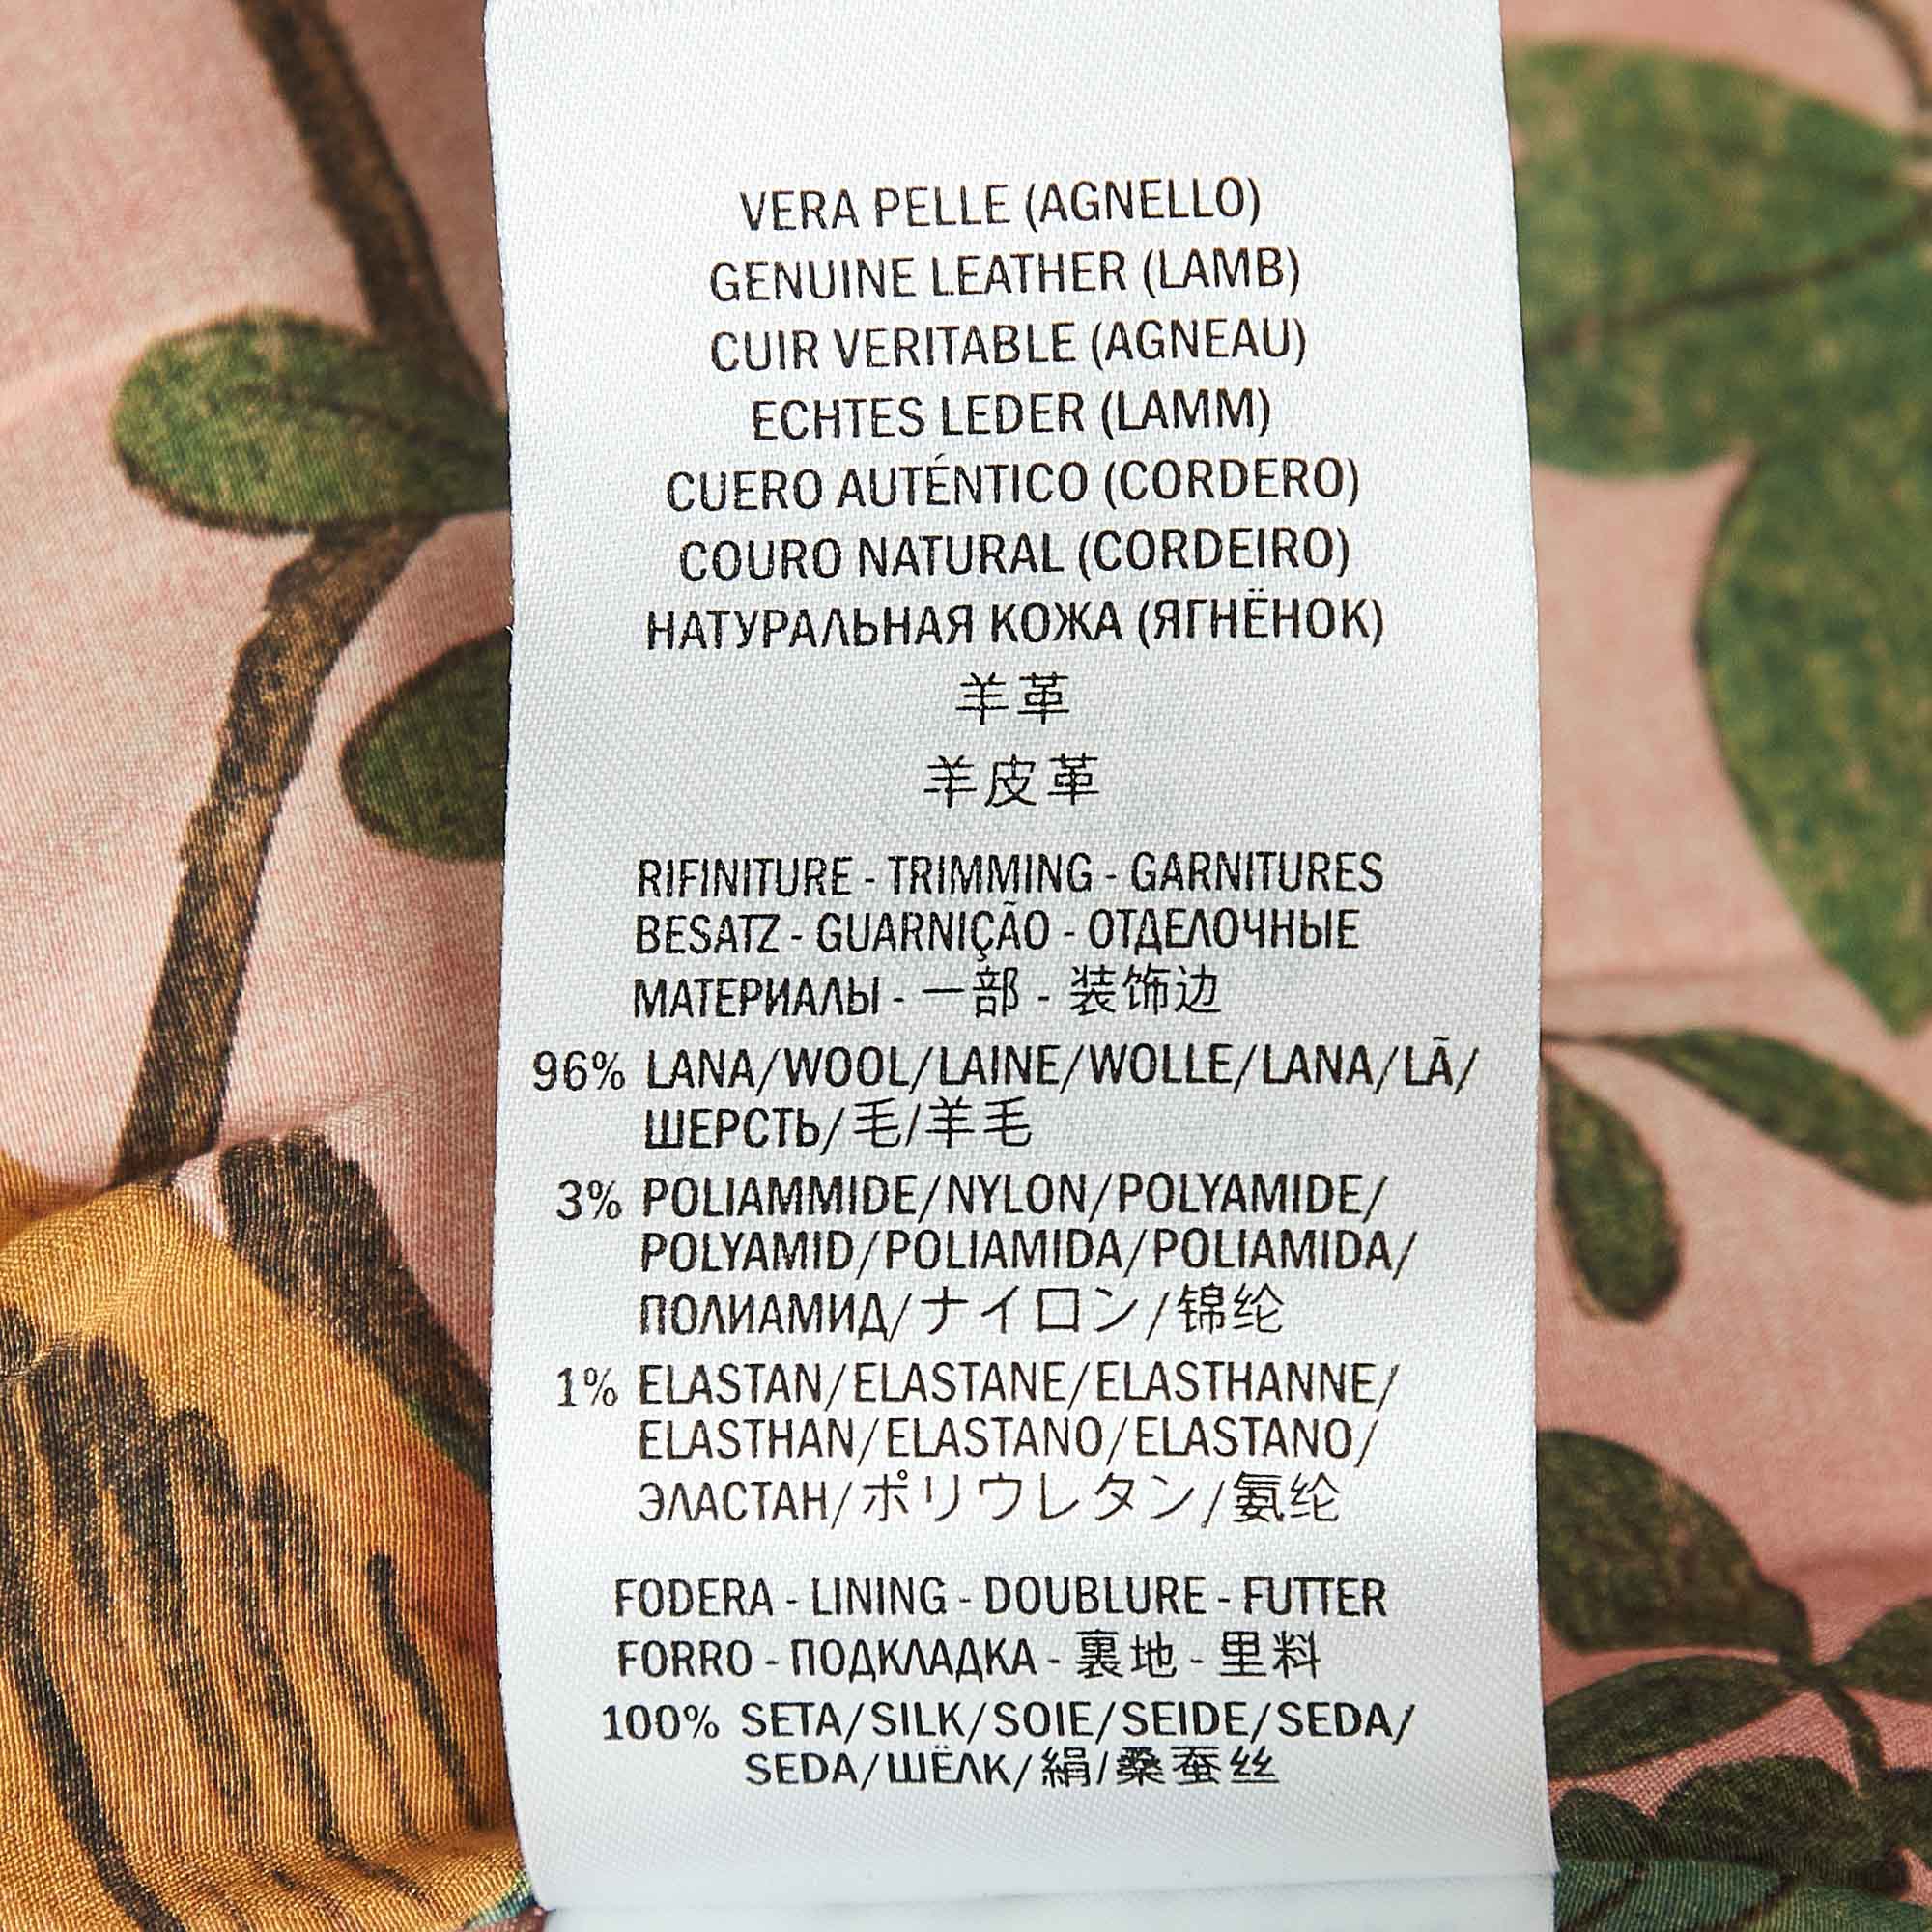 VERA PELLE (AGNELLO)
GENUINE LEATHER (LAMB)
CUIR VERITABLE (AGNEAU)
ECHTES LEDER (LAMM)
CUERO AUTÉNTICO (CORDERO)
COURO NATURAL (CORDEIRO)
НАТУРАЛЬНАЯ КОЖА (ЯГНЁНОК)
羊革
羊皮革
RIFINITURE - TRIMMING - GARNITURES
BESATZ - GUARNIÇÃO - ОТДЕЛОЧНЫЕ
МАТЕРИАЛЫ - 一部 - 装饰边
96% LANA/WOOL/LAINE/WOLLE/LANA/LÃ/
ШЕРСТЬ/毛/羊毛
3% POLIAMMIDE/NYLON/POLYAMIDE/
POLYAMID/POLIAMIDA/POLIAMIDA/
ПОЛИАМИД/ナイロン/锦纶
1% ELASTAN/ELASTANE/ELASTHANNE/
ELASTHAN/ELASTANO/ELASTANO/
ЭЛАСТАН/ポリウレタン/氨纶
FODERA - LINING - DOUBLURE - FUTTER
FORRO - ПОДКЛАДКА - 裏地 - 里料
100% SETA/SILK/SOIE/SEIDE/SEDA/
SEDA/ШЁЛК/絹/桑蚕丝